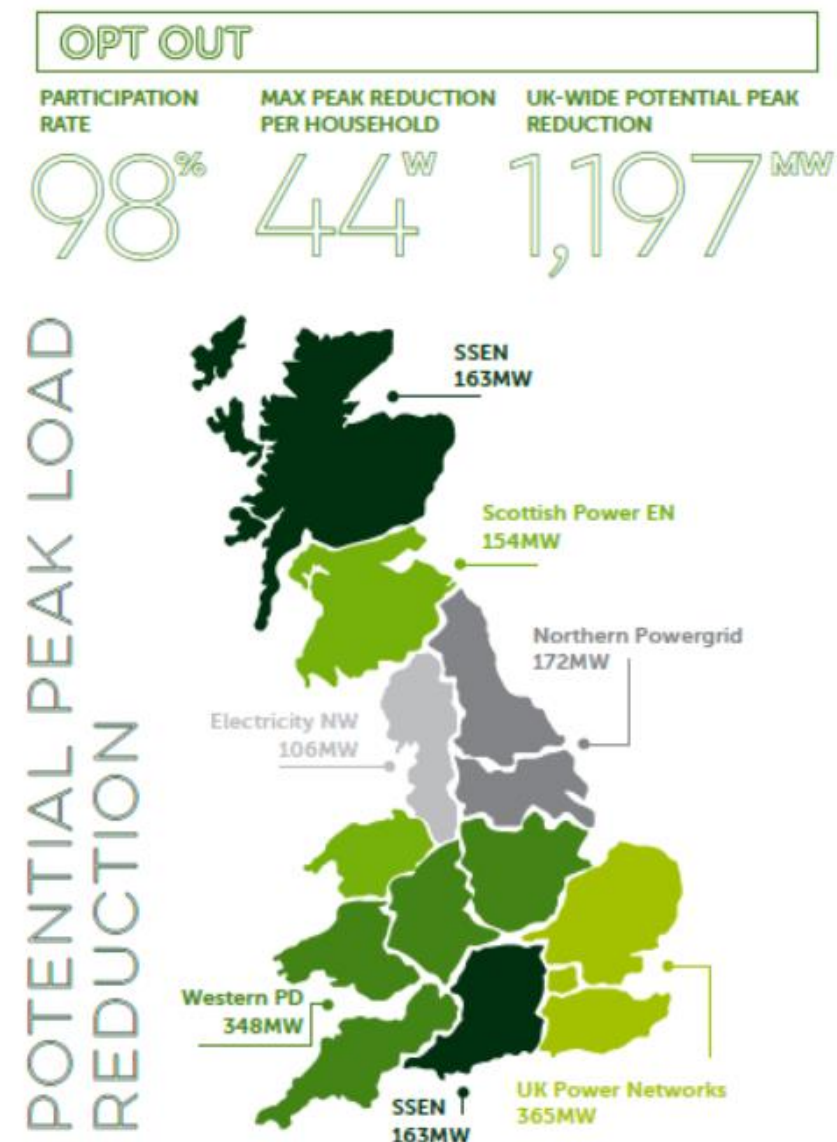 OPT OUT
PARTICIPATION
RATE
98%
MAX PEAK REDUCTION
PER HOUSEHOLD
44W
UK-WIDE POTENTIAL PEAK
REDUCTION
1,197MW
POTENTIAL PEAK LOAD
REDUCTION
SSEN
163MW
Scottish Power EN
154MW
Northern Powergrid
172MW
Electricity NW
106MW
Western PD
348MW
UK Power Networks
365MW
SSEN
163MW